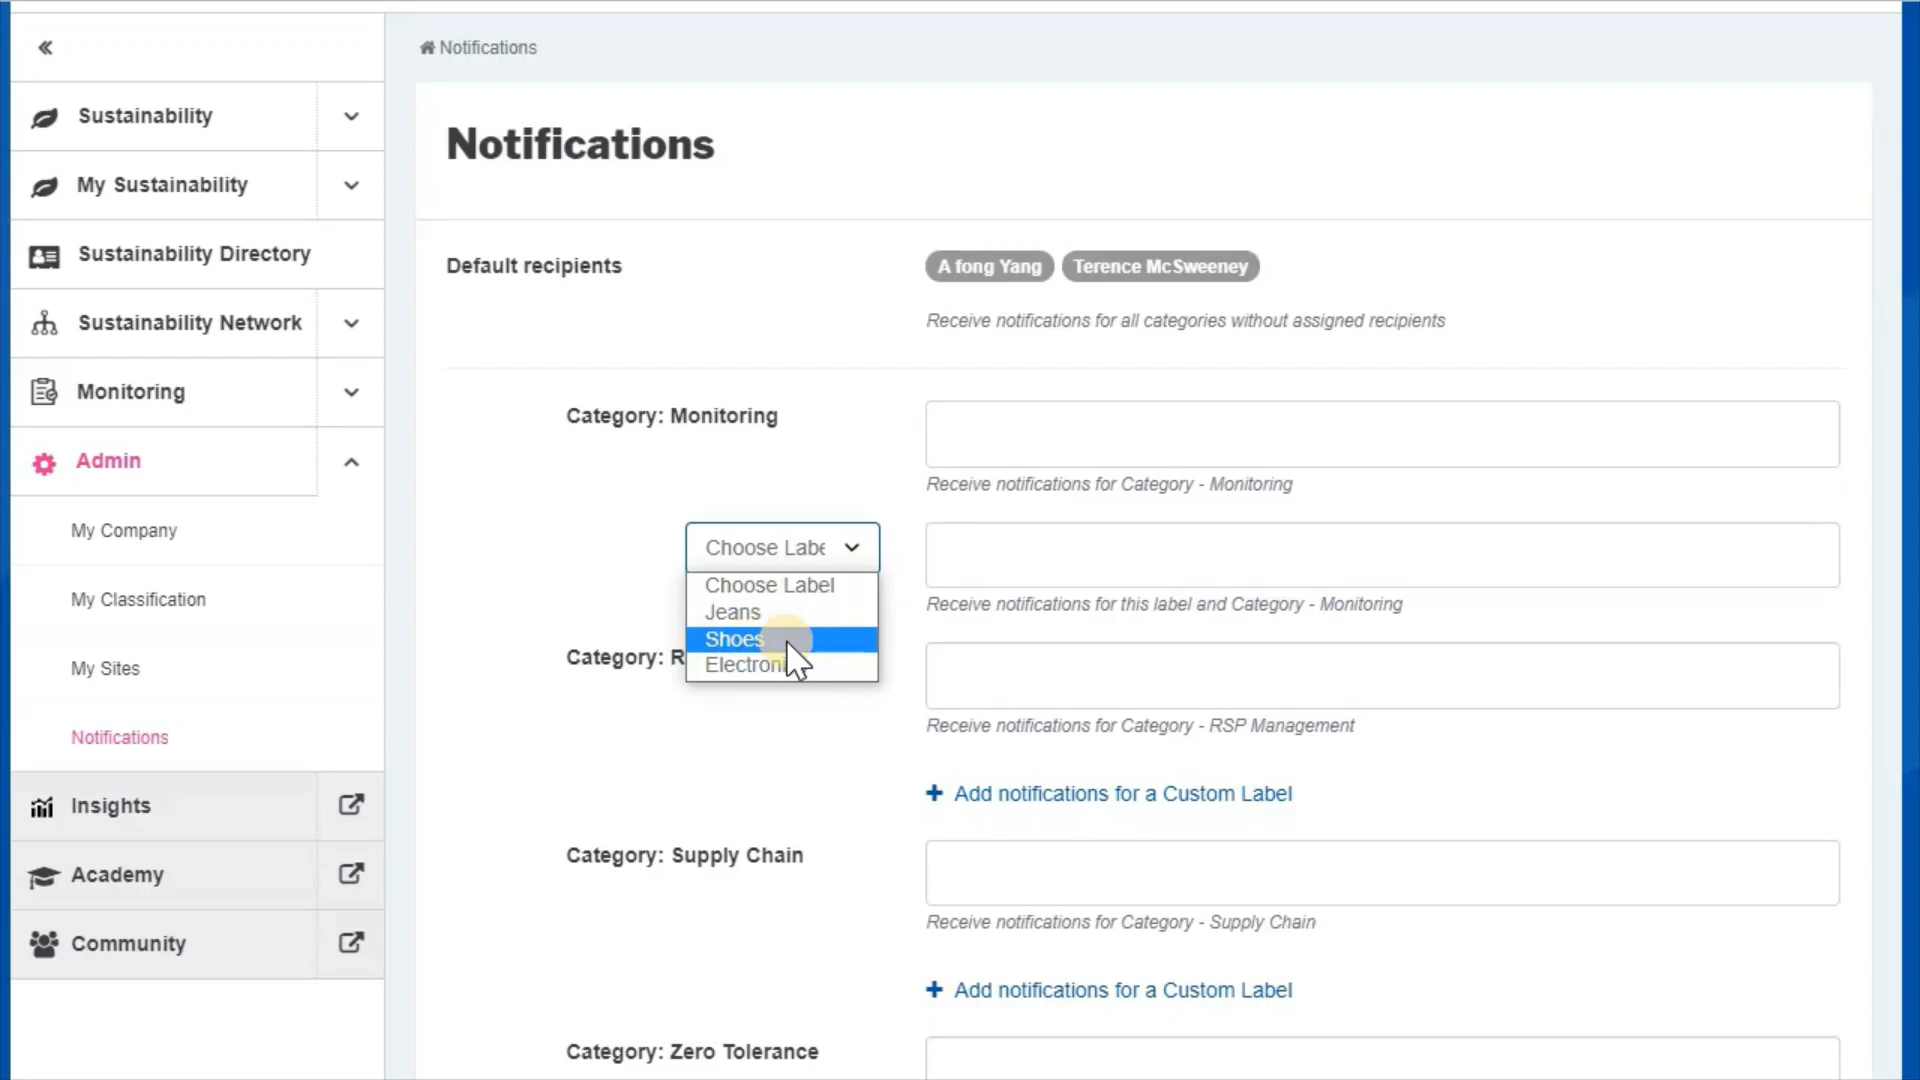 Notifications
Sustainability
My Sustainability
Sustainability Directory
Sustainability Network
Monitoring
Admin
My Company
My Classification
My Sites
Notifications
Insights
Academy
Community
Notifications
Default recipients
A fong Yang
Terence McSweeney
Receive notifications for all categories without assigned recipients
Category: Monitoring
Receive notifications for Category - Monitoring
Choose Labe
Choose Label
Jeans
Shoes
Electroni
Receive notifications for this label and Category - Monitoring
Category: R
Receive notifications for Category - RSP Management
+ Add notifications for a Custom Label
Category: Supply Chain
Receive notifications for Category - Supply Chain
+ Add notifications for a Custom Label
Category: Zero Tolerance